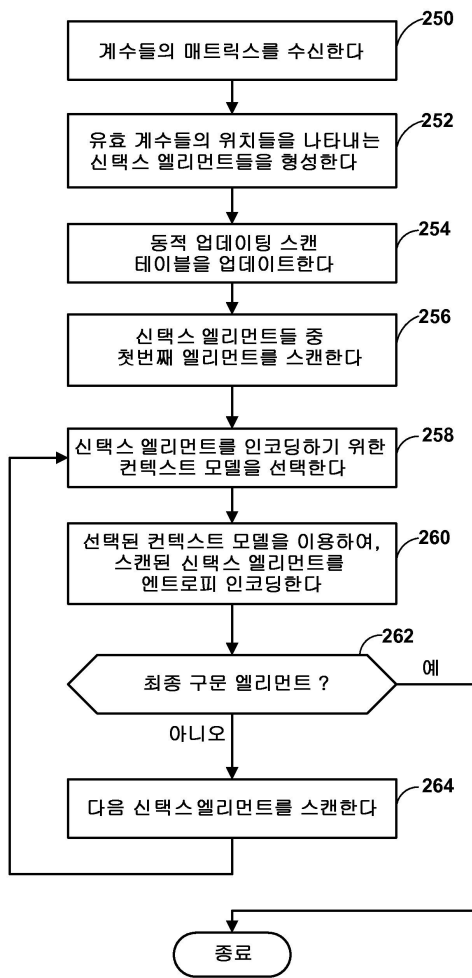 250
계수들의 매트릭스를 수신한다
252
유효 계수들의 위치들을 나타내는
신택스 엘리먼트들을 형성한다
254
동적 업데이팅 스캔
테이블을 업데이트한다
256
신택스 엘리먼트들 중
첫번째 엘리먼트를 스캔한다
258
신택스 엘리먼트를 인코딩하기 위한
컨텍스트 모델을 선택한다
260
선택된 컨텍스트 모델을 이용하여,
스캔된 신택스 엘리먼트를
엔트로피 인코딩한다
262
최종 구문 엘리먼트 ?
예
아니오
264
다음 신택스엘리먼트를 스캔한다
종료